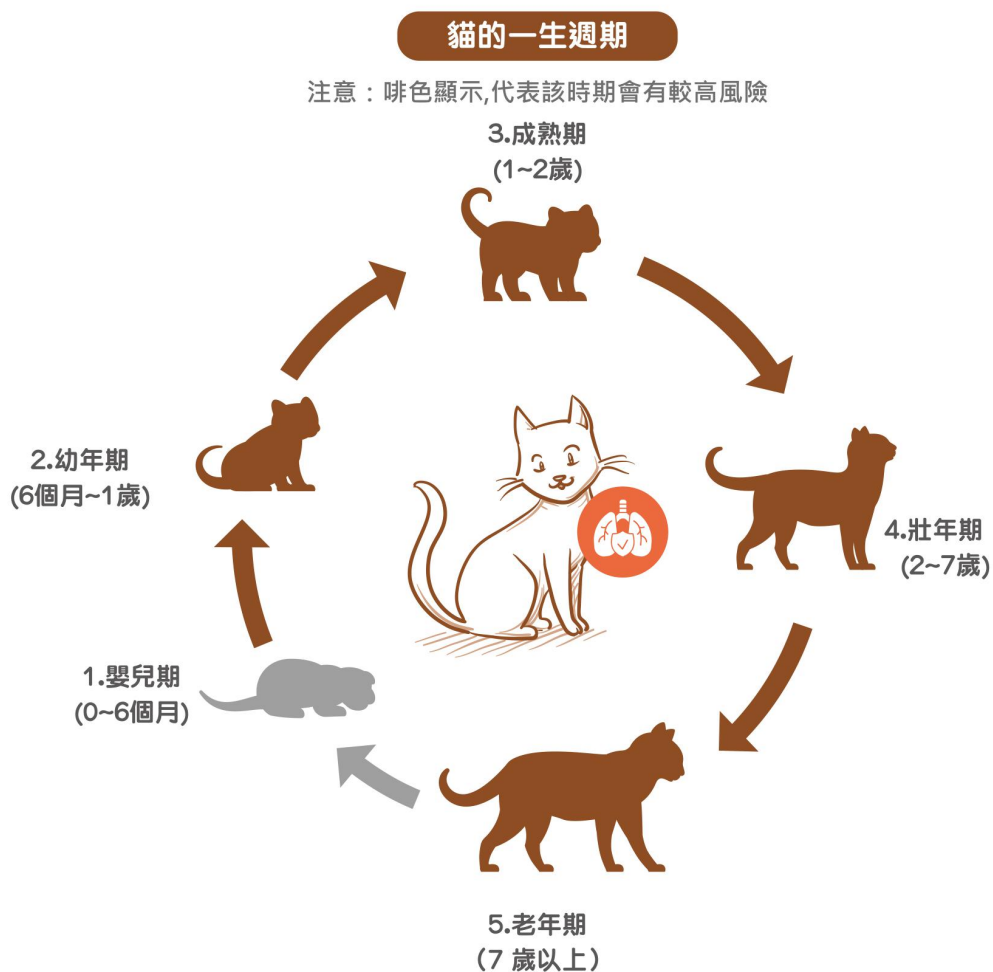 貓的一生週期
注意：啡色顯示,代表該時期會有較高風險
3.成熟期
(1~2歲)
2.幼年期
(6個月~1歲)
4.壯年期
(2~7歲)
1.嬰兒期
(0~6個月)
5.老年期
(7 歲以上)